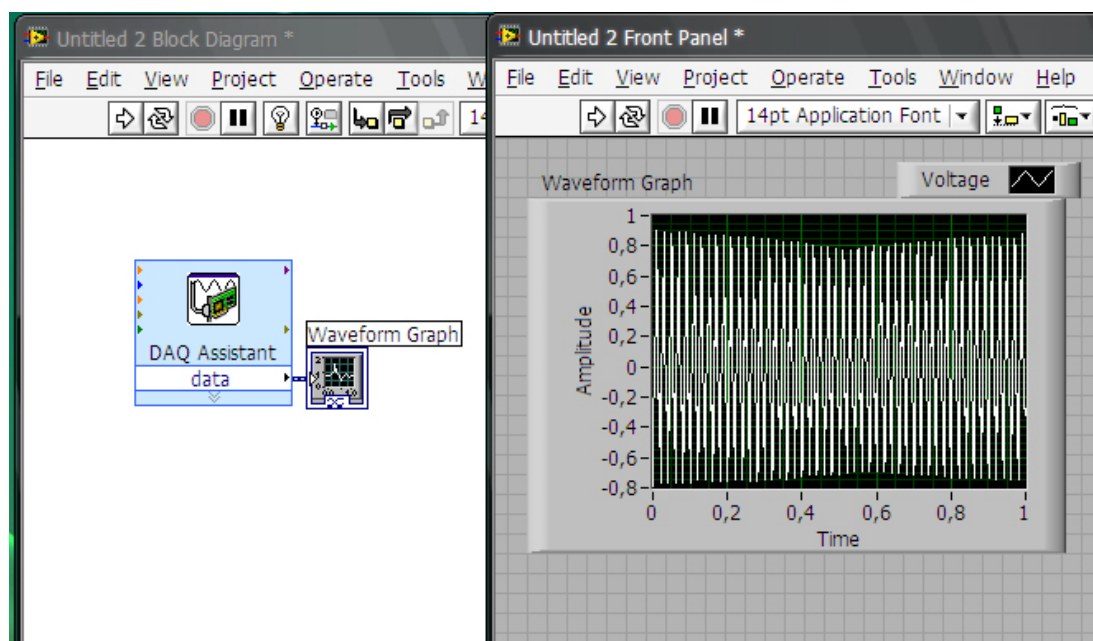 Untitled 2 Block Diagram *
File Edit View Project Operate Tools W
14
DAQ Assistant
data
Waveform Graph
Untitled 2 Front Panel *
File Edit View Project Operate Tools Window Help
14pt Application Font
Waveform Graph
Voltage
Amplitude
1
0,8
0,6
0,4
0,2
0
-0,2
-0,4
-0,6
-0,8
0 0,2 0,4 0,6 0,8 1
Time